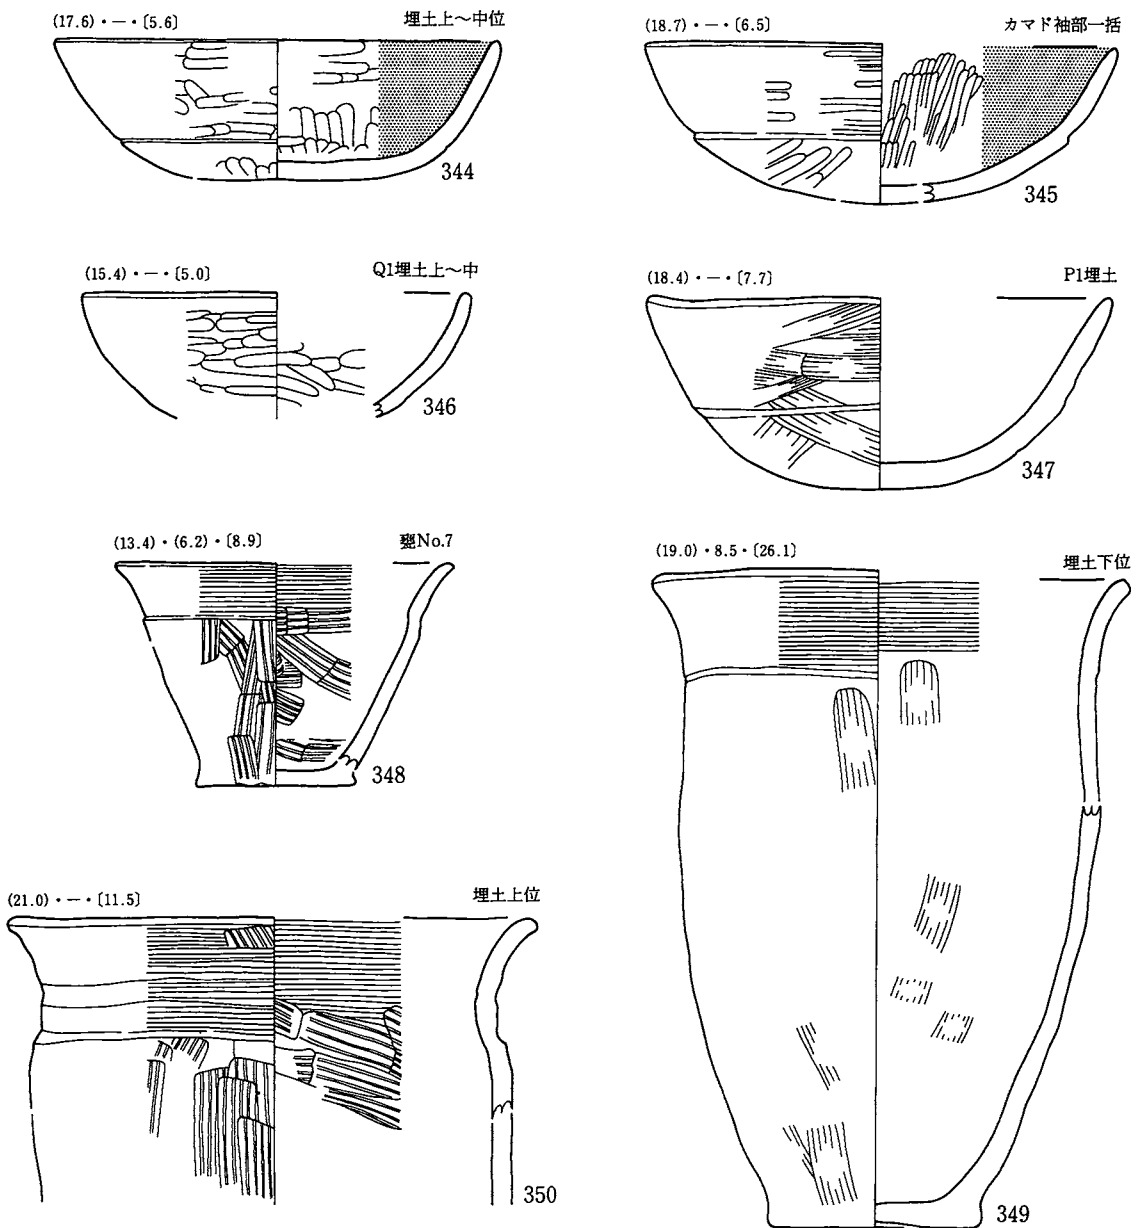 (17.6)・—・〔5.6〕 埋土上～中位
344
(18.7)・—・〔6.5〕 カマド袖部一括
345
(15.4)・—・〔5.0〕 Q1埋土上～中
346
(18.4)・—・〔7.7〕 P1埋土
347
(13.4)・(6.2)・〔8.9〕 甕No.7
348
(19.0)・8.5・〔26.1〕 埋土下位
349
(21.0)・—・〔11.5〕 埋土上位
350